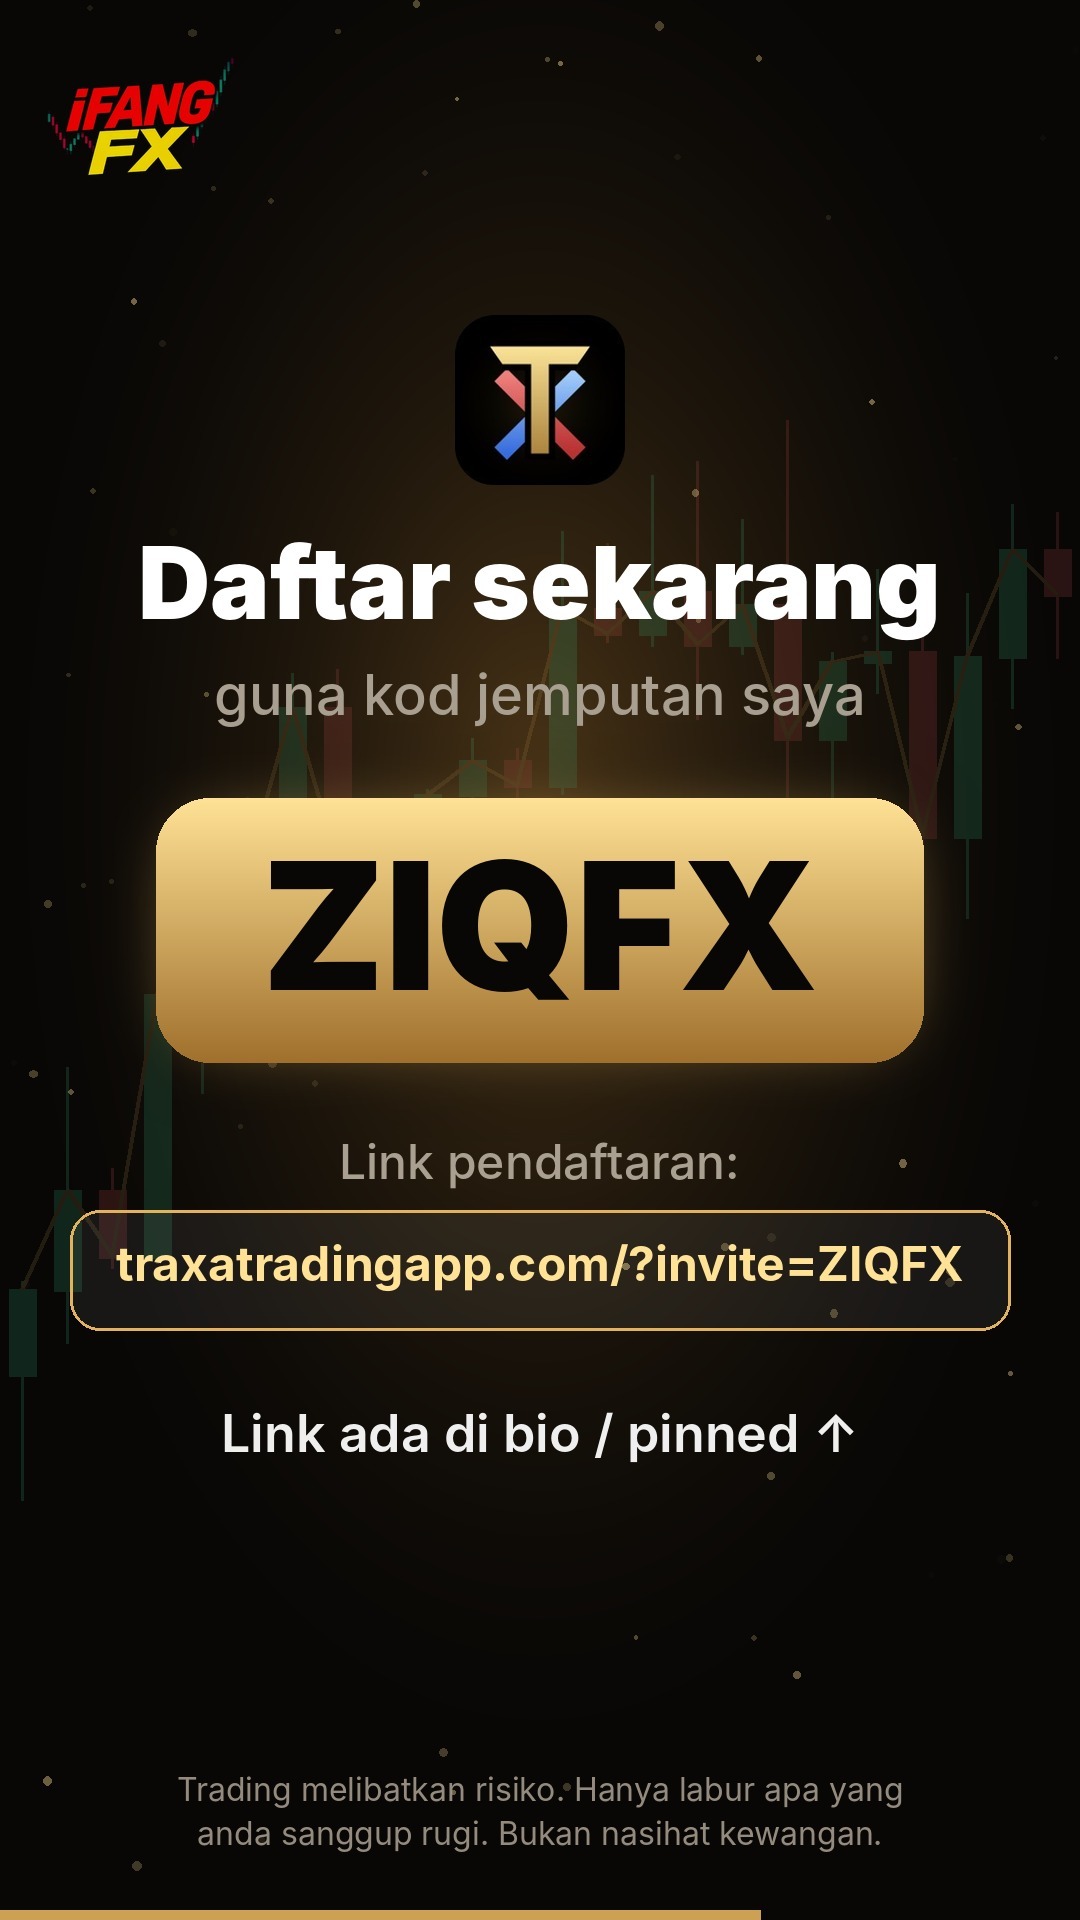 iFANG
FX
Daftar sekarang
guna kod jemputan saya
ZIQFX
Link pendaftaran:
traxatradingapp.com/?invite=ZIQFX
Link ada di bio / pinned ↑
Trading melibatkan risiko. Hanya labur apa yang
anda sanggup rugi. Bukan nasihat kewangan.